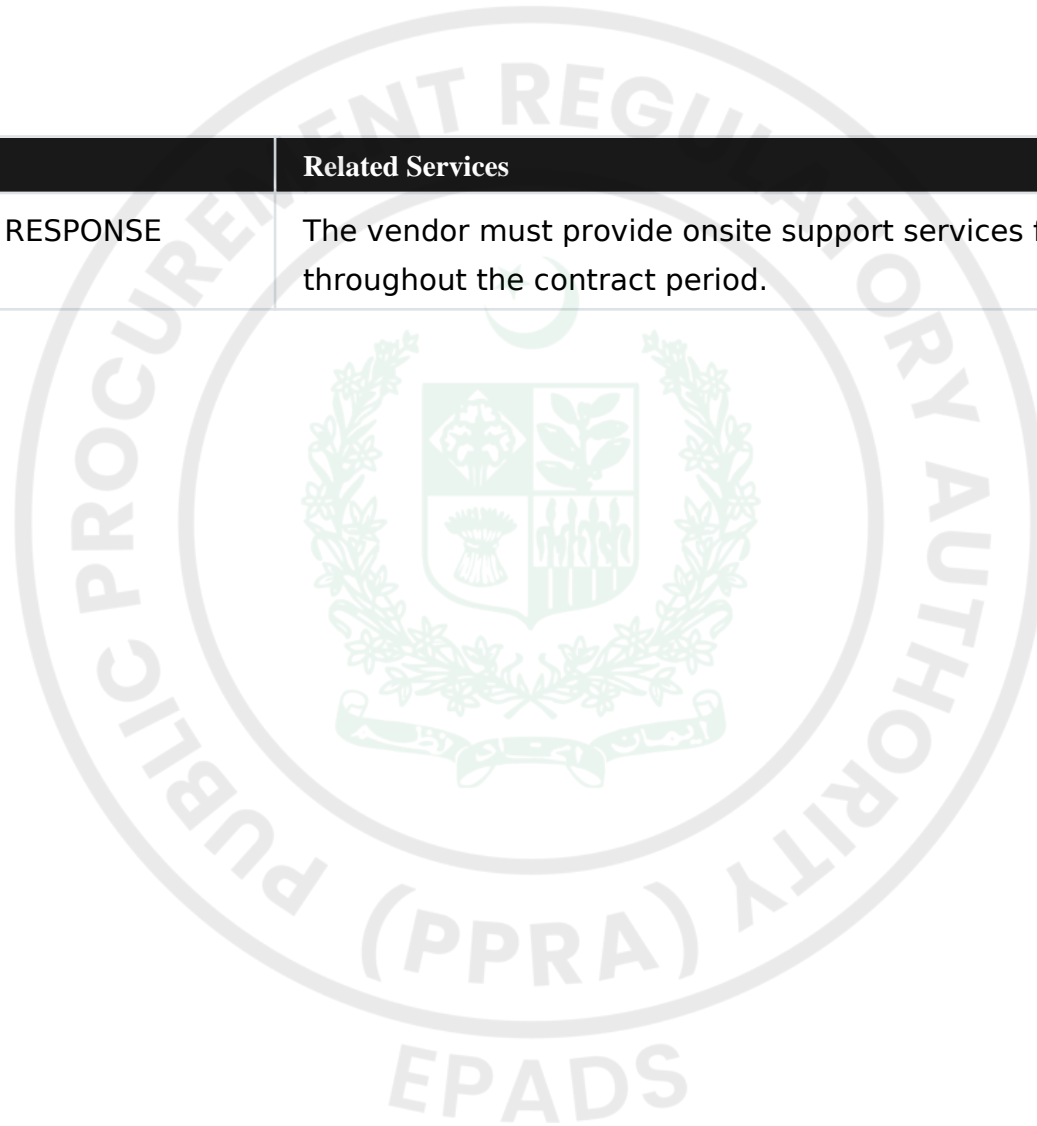 Related Services
RESPONSE
The vendor must provide onsite support services
throughout the contract period.
PUBLIC PROCUREMENT REGULATORY AUTHORITY
(PPRA)
EPADS